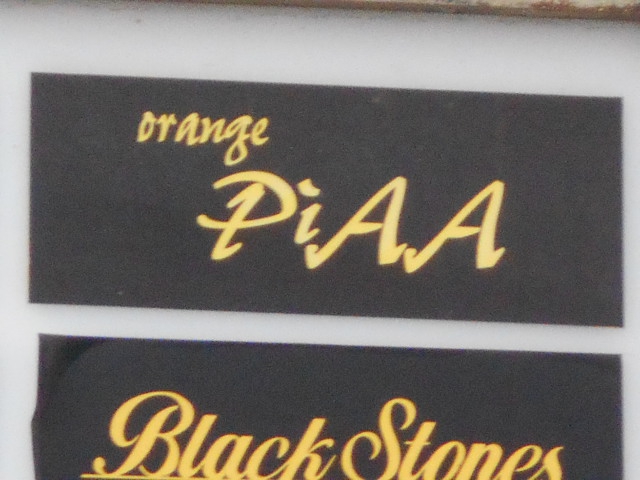 orange
PiAA
Black Stones